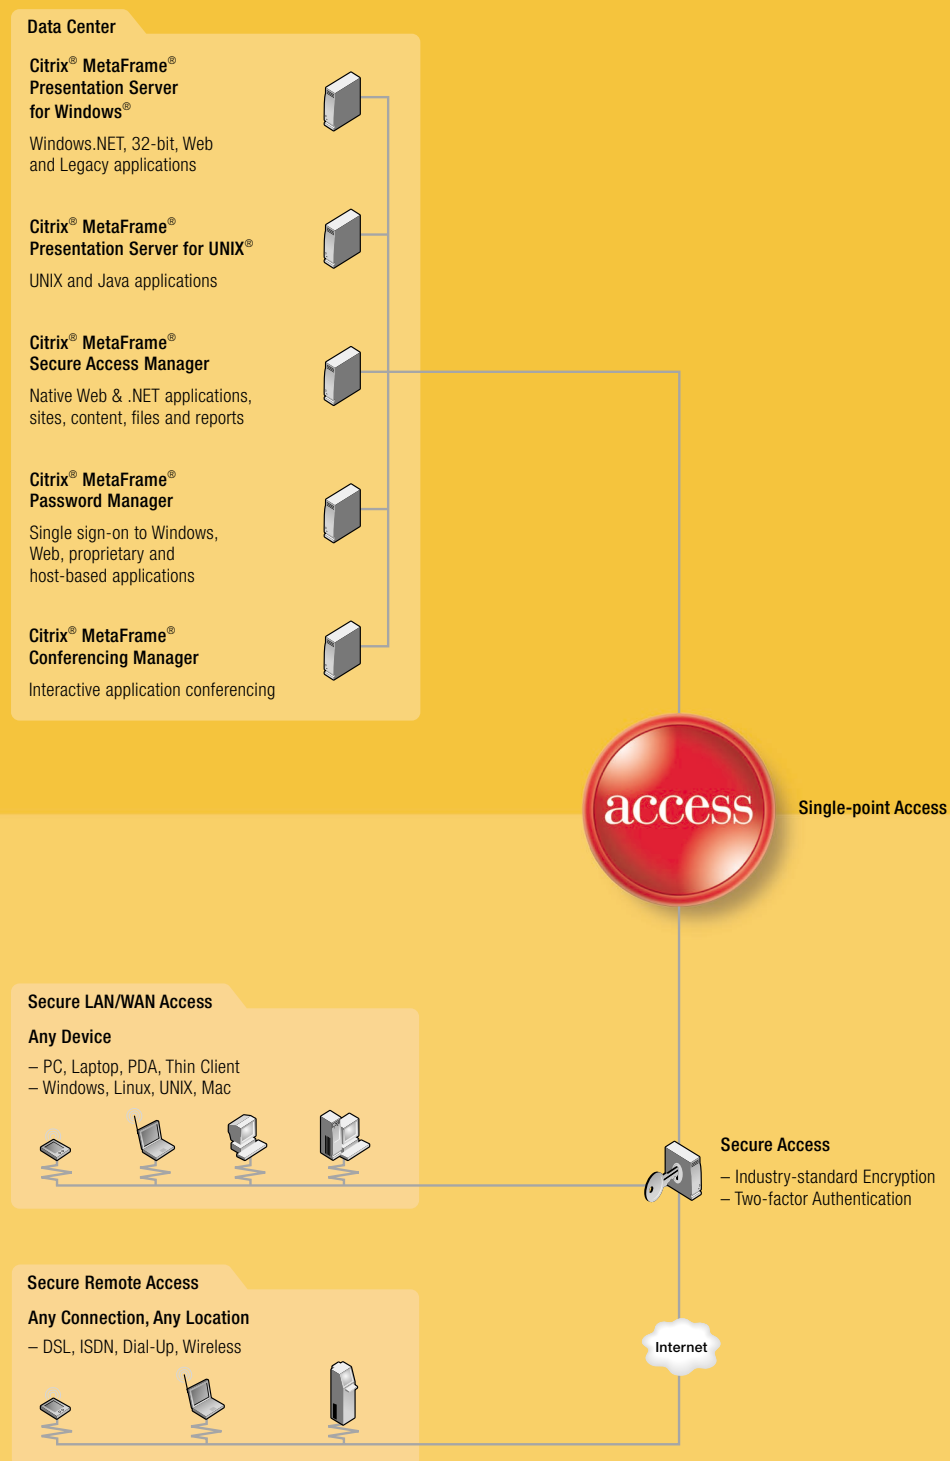 Data Center
Citrix® MetaFrame®
Presentation Server
for Windows®
Windows.NET, 32-bit, Web
and Legacy applications
Citrix® MetaFrame®
Presentation Server for UNIX®
UNIX and Java applications
Citrix® MetaFrame®
Secure Access Manager
Native Web & .NET applications,
sites, content, files and reports
Citrix® MetaFrame®
Password Manager
Single sign-on to Windows,
Web, proprietary and
host-based applications
Citrix® MetaFrame®
Conferencing Manager
Interactive application conferencing
access
Single-point Access
Secure LAN/WAN Access
Any Device
– PC, Laptop, PDA, Thin Client
– Windows, Linux, UNIX, Mac
Secure Access
– Industry-standard Encryption
– Two-factor Authentication
Secure Remote Access
Any Connection, Any Location
– DSL, ISDN, Dial-Up, Wireless
Internet